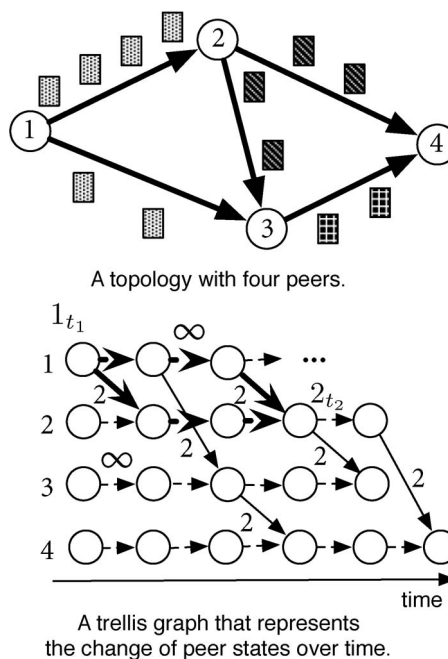 2
1
4
3
A topology with four peers.
1t1
∞
1
...
2
2
2t2
2
2
2
∞
3
2
2
4
time
A trellis graph that represents
the change of peer states over time.